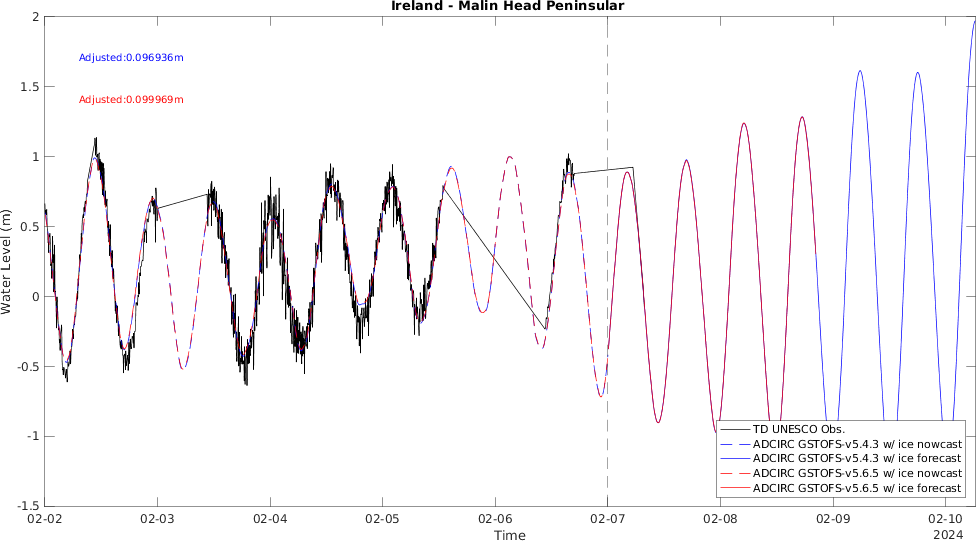 Ireland - Malin Head Peninsular
Adjusted:0.096936m
Adjusted:0.099969m
Water Level (m)
2
1.5
1
0.5
0
-0.5
-1
-1.5
TD UNESCO Obs.
ADCIRC GSTOFS-v5.4.3 w/ ice nowcast
ADCIRC GSTOFS-v5.4.3 w/ ice forecast
ADCIRC GSTOFS-v5.6.5 w/ ice nowcast
ADCIRC GSTOFS-v5.6.5 w/ ice forecast
02-02 02-03 02-04 02-05 02-06 02-07 02-08 02-09 02-10
2024
Time